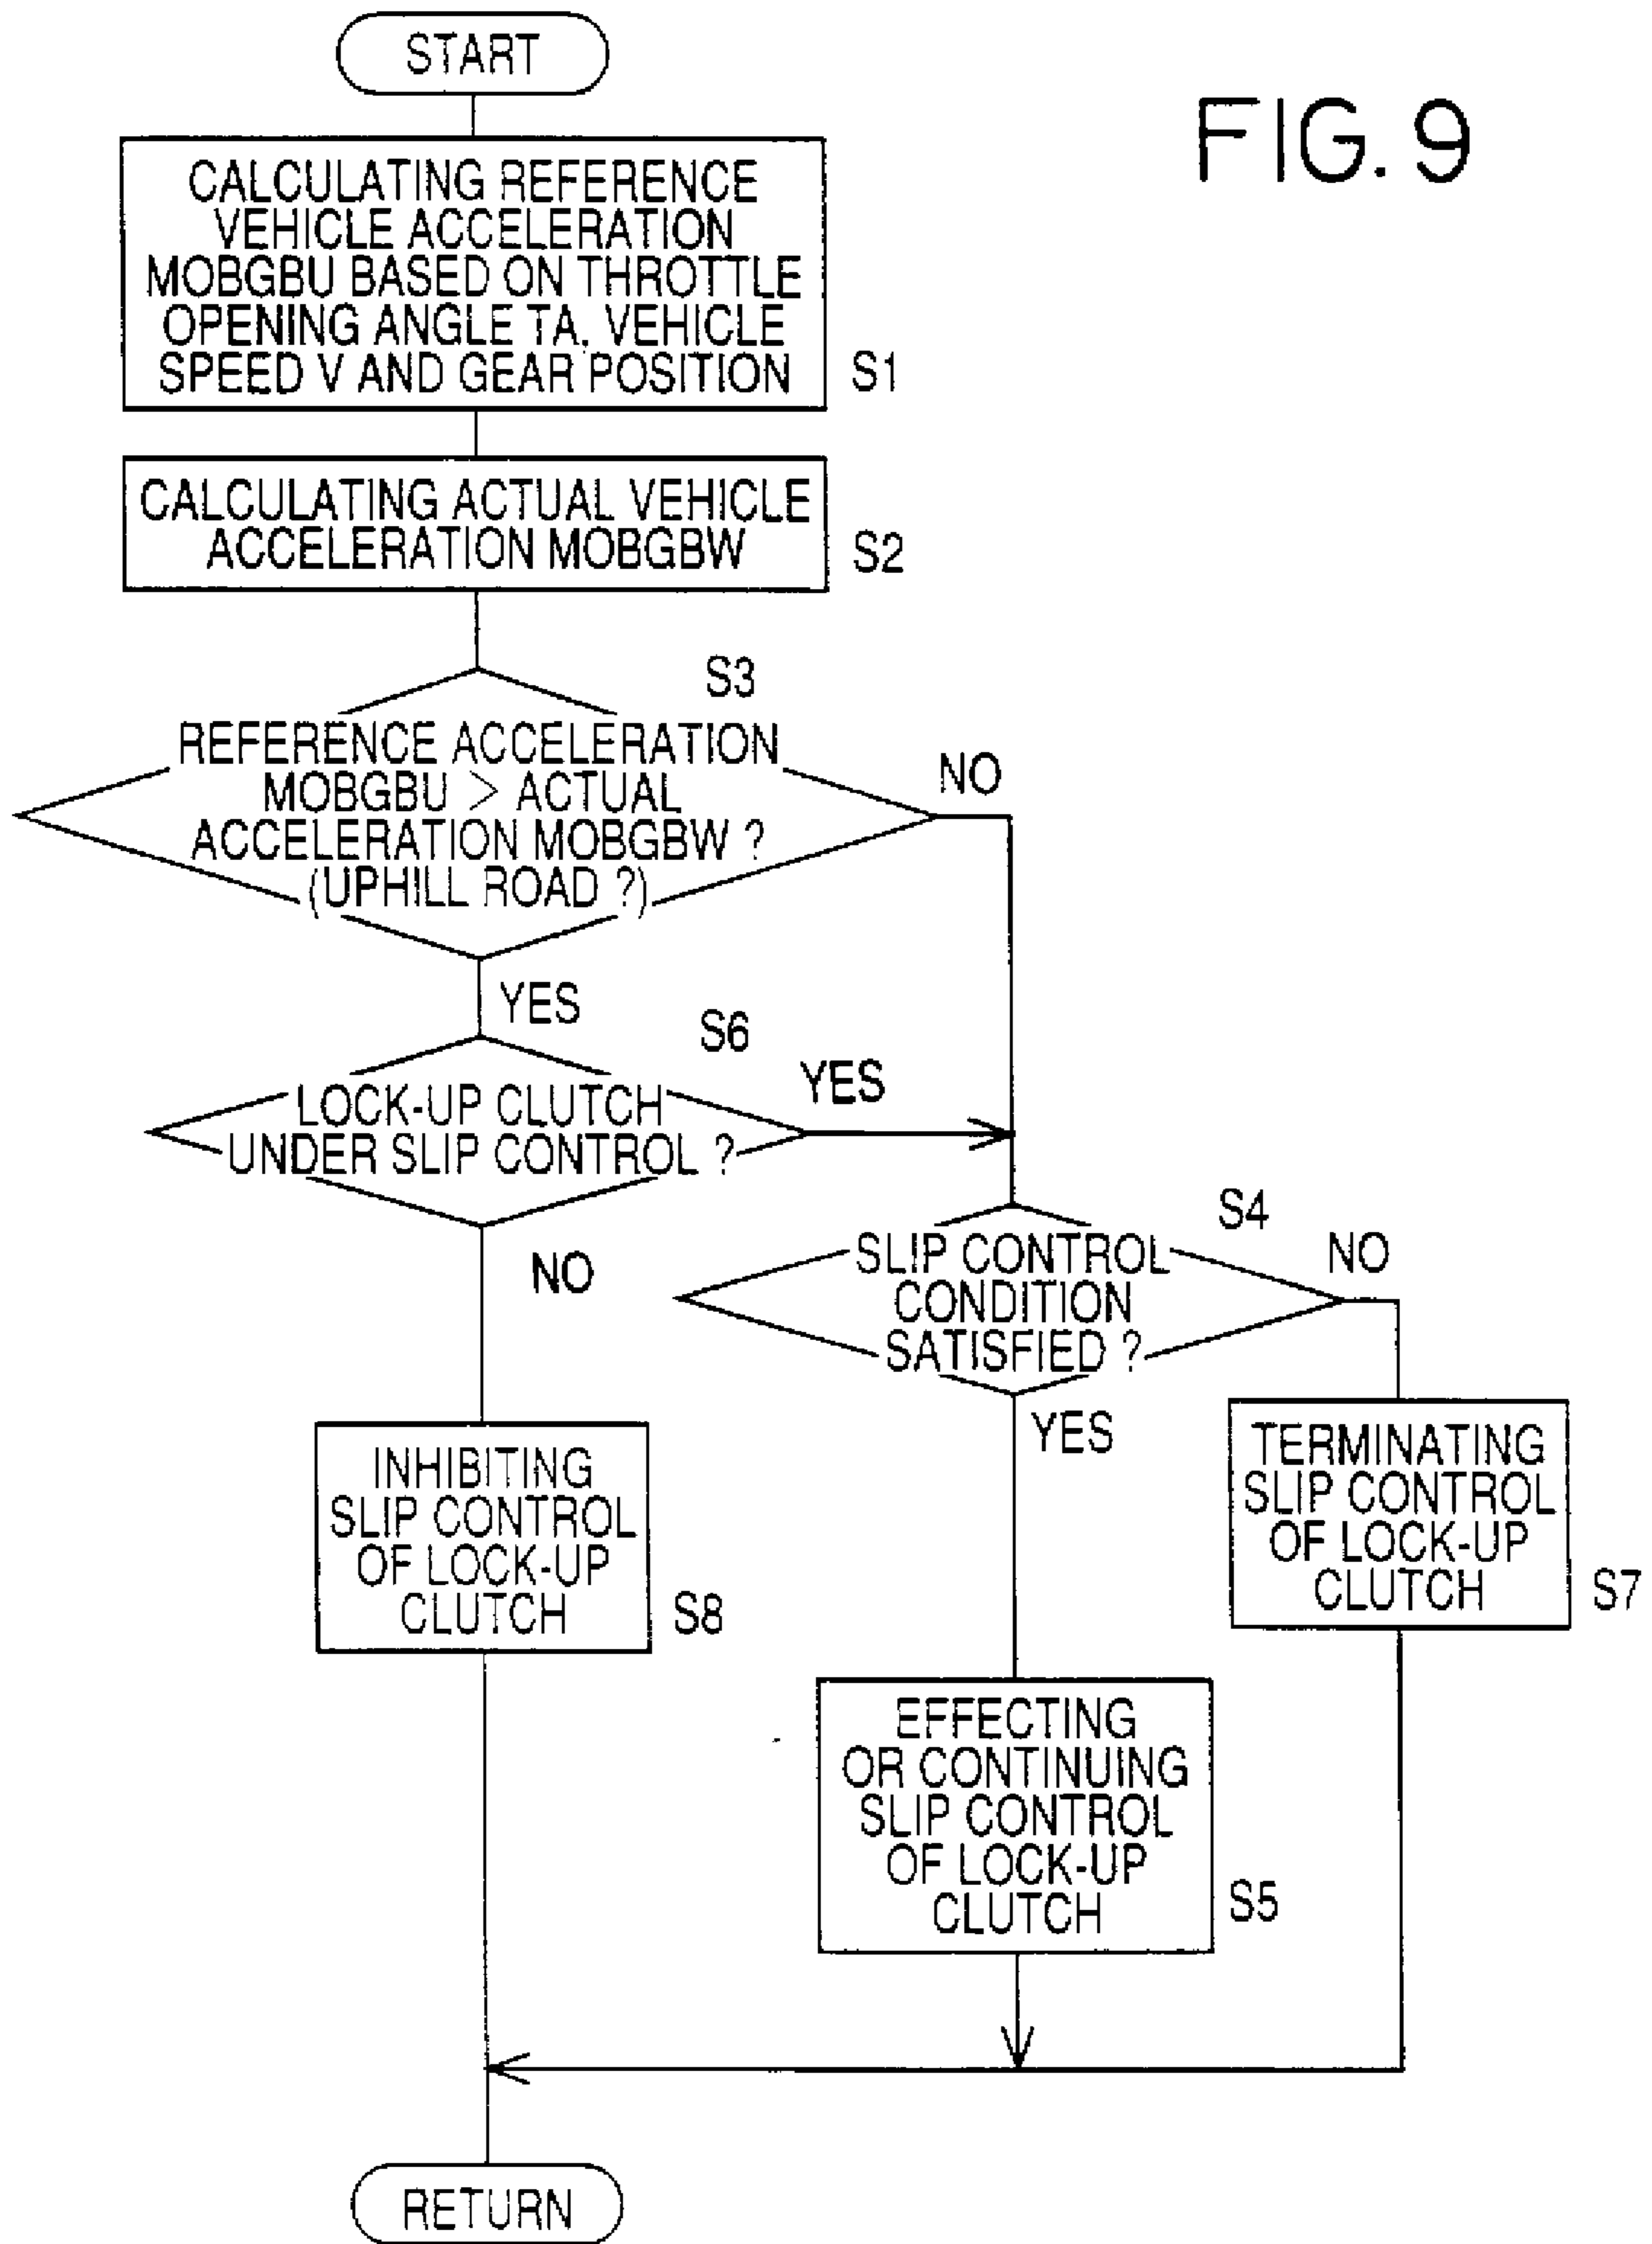 START
FIG. 9
CALCULATING REFERENCE
VEHICLE ACCELERATION
MOBGBU BASED ON THROTTLE
OPENING ANGLE TA, VEHICLE
SPEED V AND GEAR POSITION
S1
CALCULATING ACTUAL VEHICLE
ACCELERATION MOBGBW
S2
S3
REFERENCE ACCELERATION
MOBGBU > ACTUAL
ACCELERATION MOBGBW ?
(UPHILL ROAD ?)
NO
YES
S6
LOCK-UP CLUTCH
UNDER SLIP CONTROL ?
YES
NO
S4
SLIP CONTROL
CONDITION
SATISFIED ?
NO
YES
INHIBITING
SLIP CONTROL
OF LOCK-UP
CLUTCH
S8
TERMINATING
SLIP CONTROL
OF LOCK-UP
CLUTCH
S7
EFFECTING
OR CONTINUING
SLIP CONTROL
OF LOCK-UP
CLUTCH
S5
RETURN